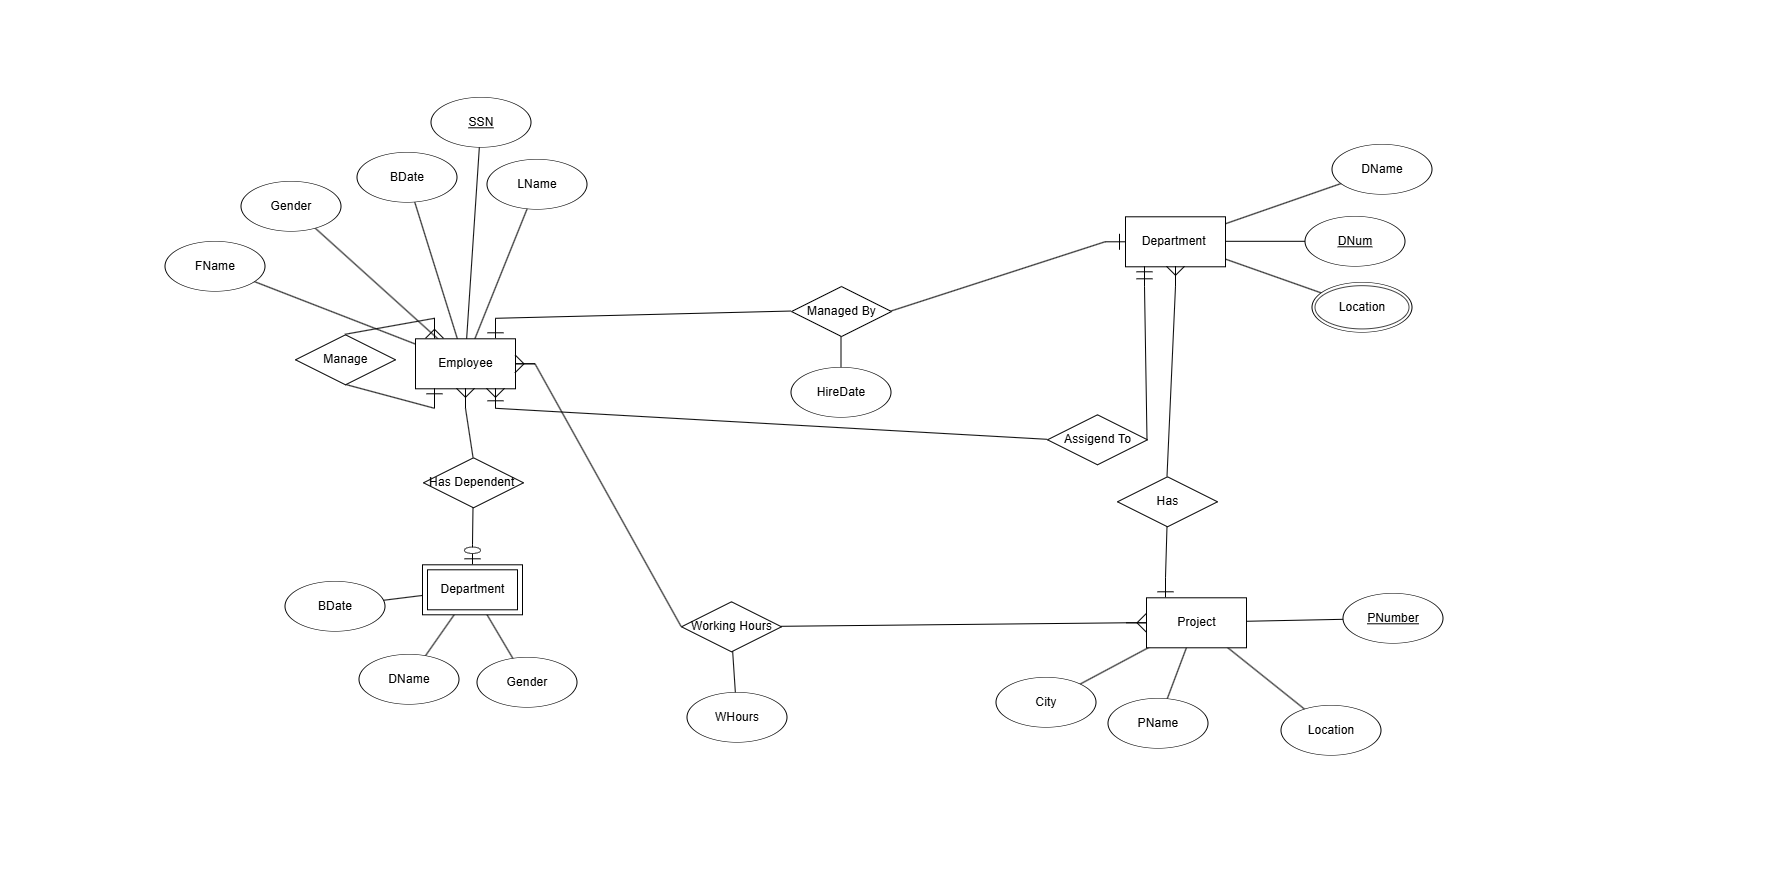 SSN
BDate
LName
Gender
FName
Manage
Employee
Managed By
HireDate
Department
DName
DNum
Location
Assigend To
Has Dependent
Has
Department
BDate
DName
Gender
Working Hours
WHours
Project
PNumber
City
PName
Location